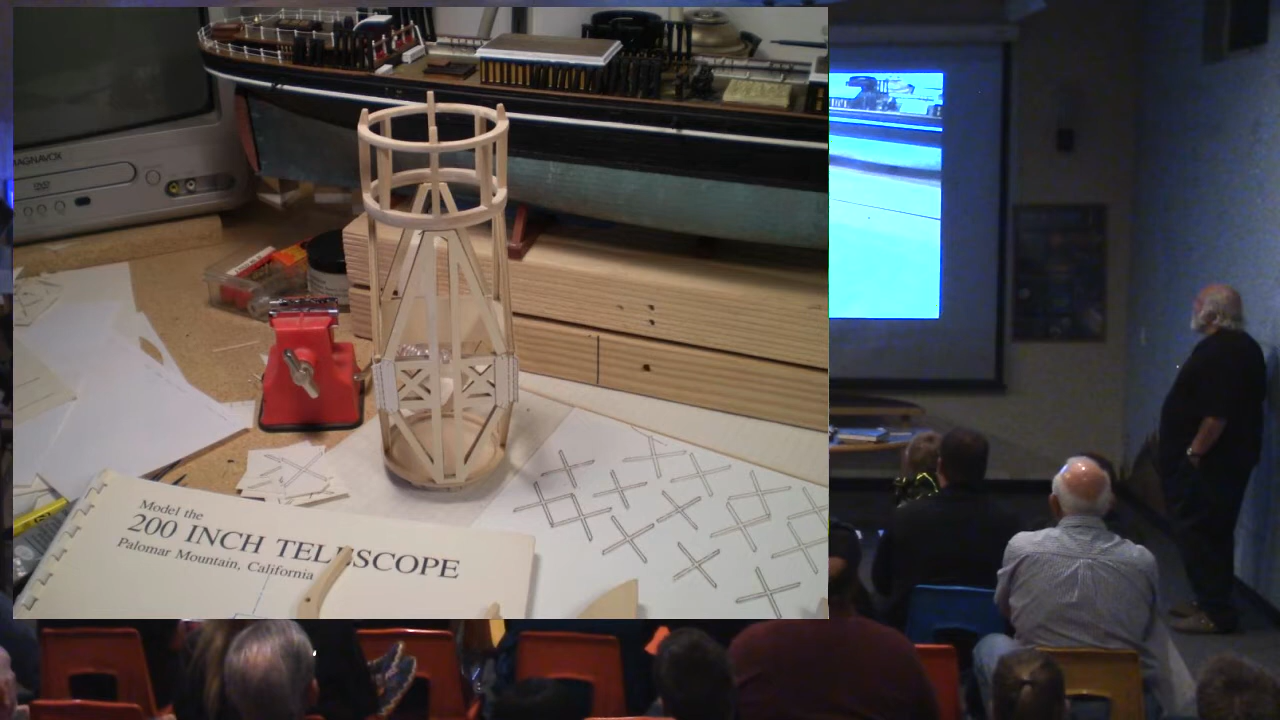 MAGNAVOX
Model the
200 INCH TELESCOPE
Palomar Mountain, California